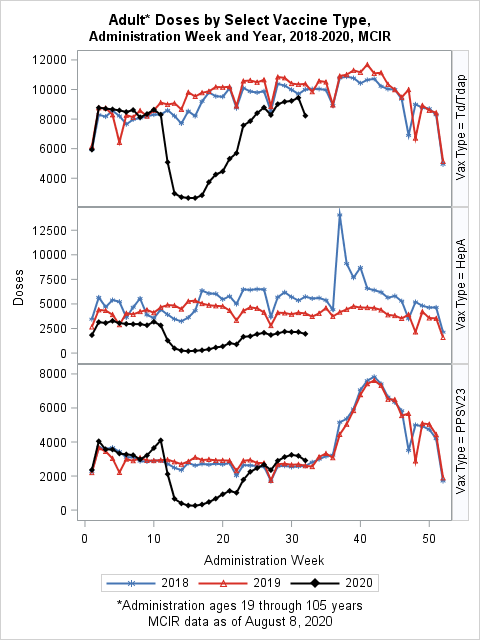 Adult* Doses by Select Vaccine Type,
Administration Week and Year, 2018-2020, MCIR
12000
10000
8000
6000
4000
Vax Type = Td/Tdap
12500
10000
7500
5000
2500
0
Vax Type = HepA
Doses
8000
6000
4000
2000
0
Vax Type = PPSV23
0 10 20 30 40 50
Administration Week
2018 2019 2020
*Administration ages 19 through 105 years
MCIR data as of August 8, 2020